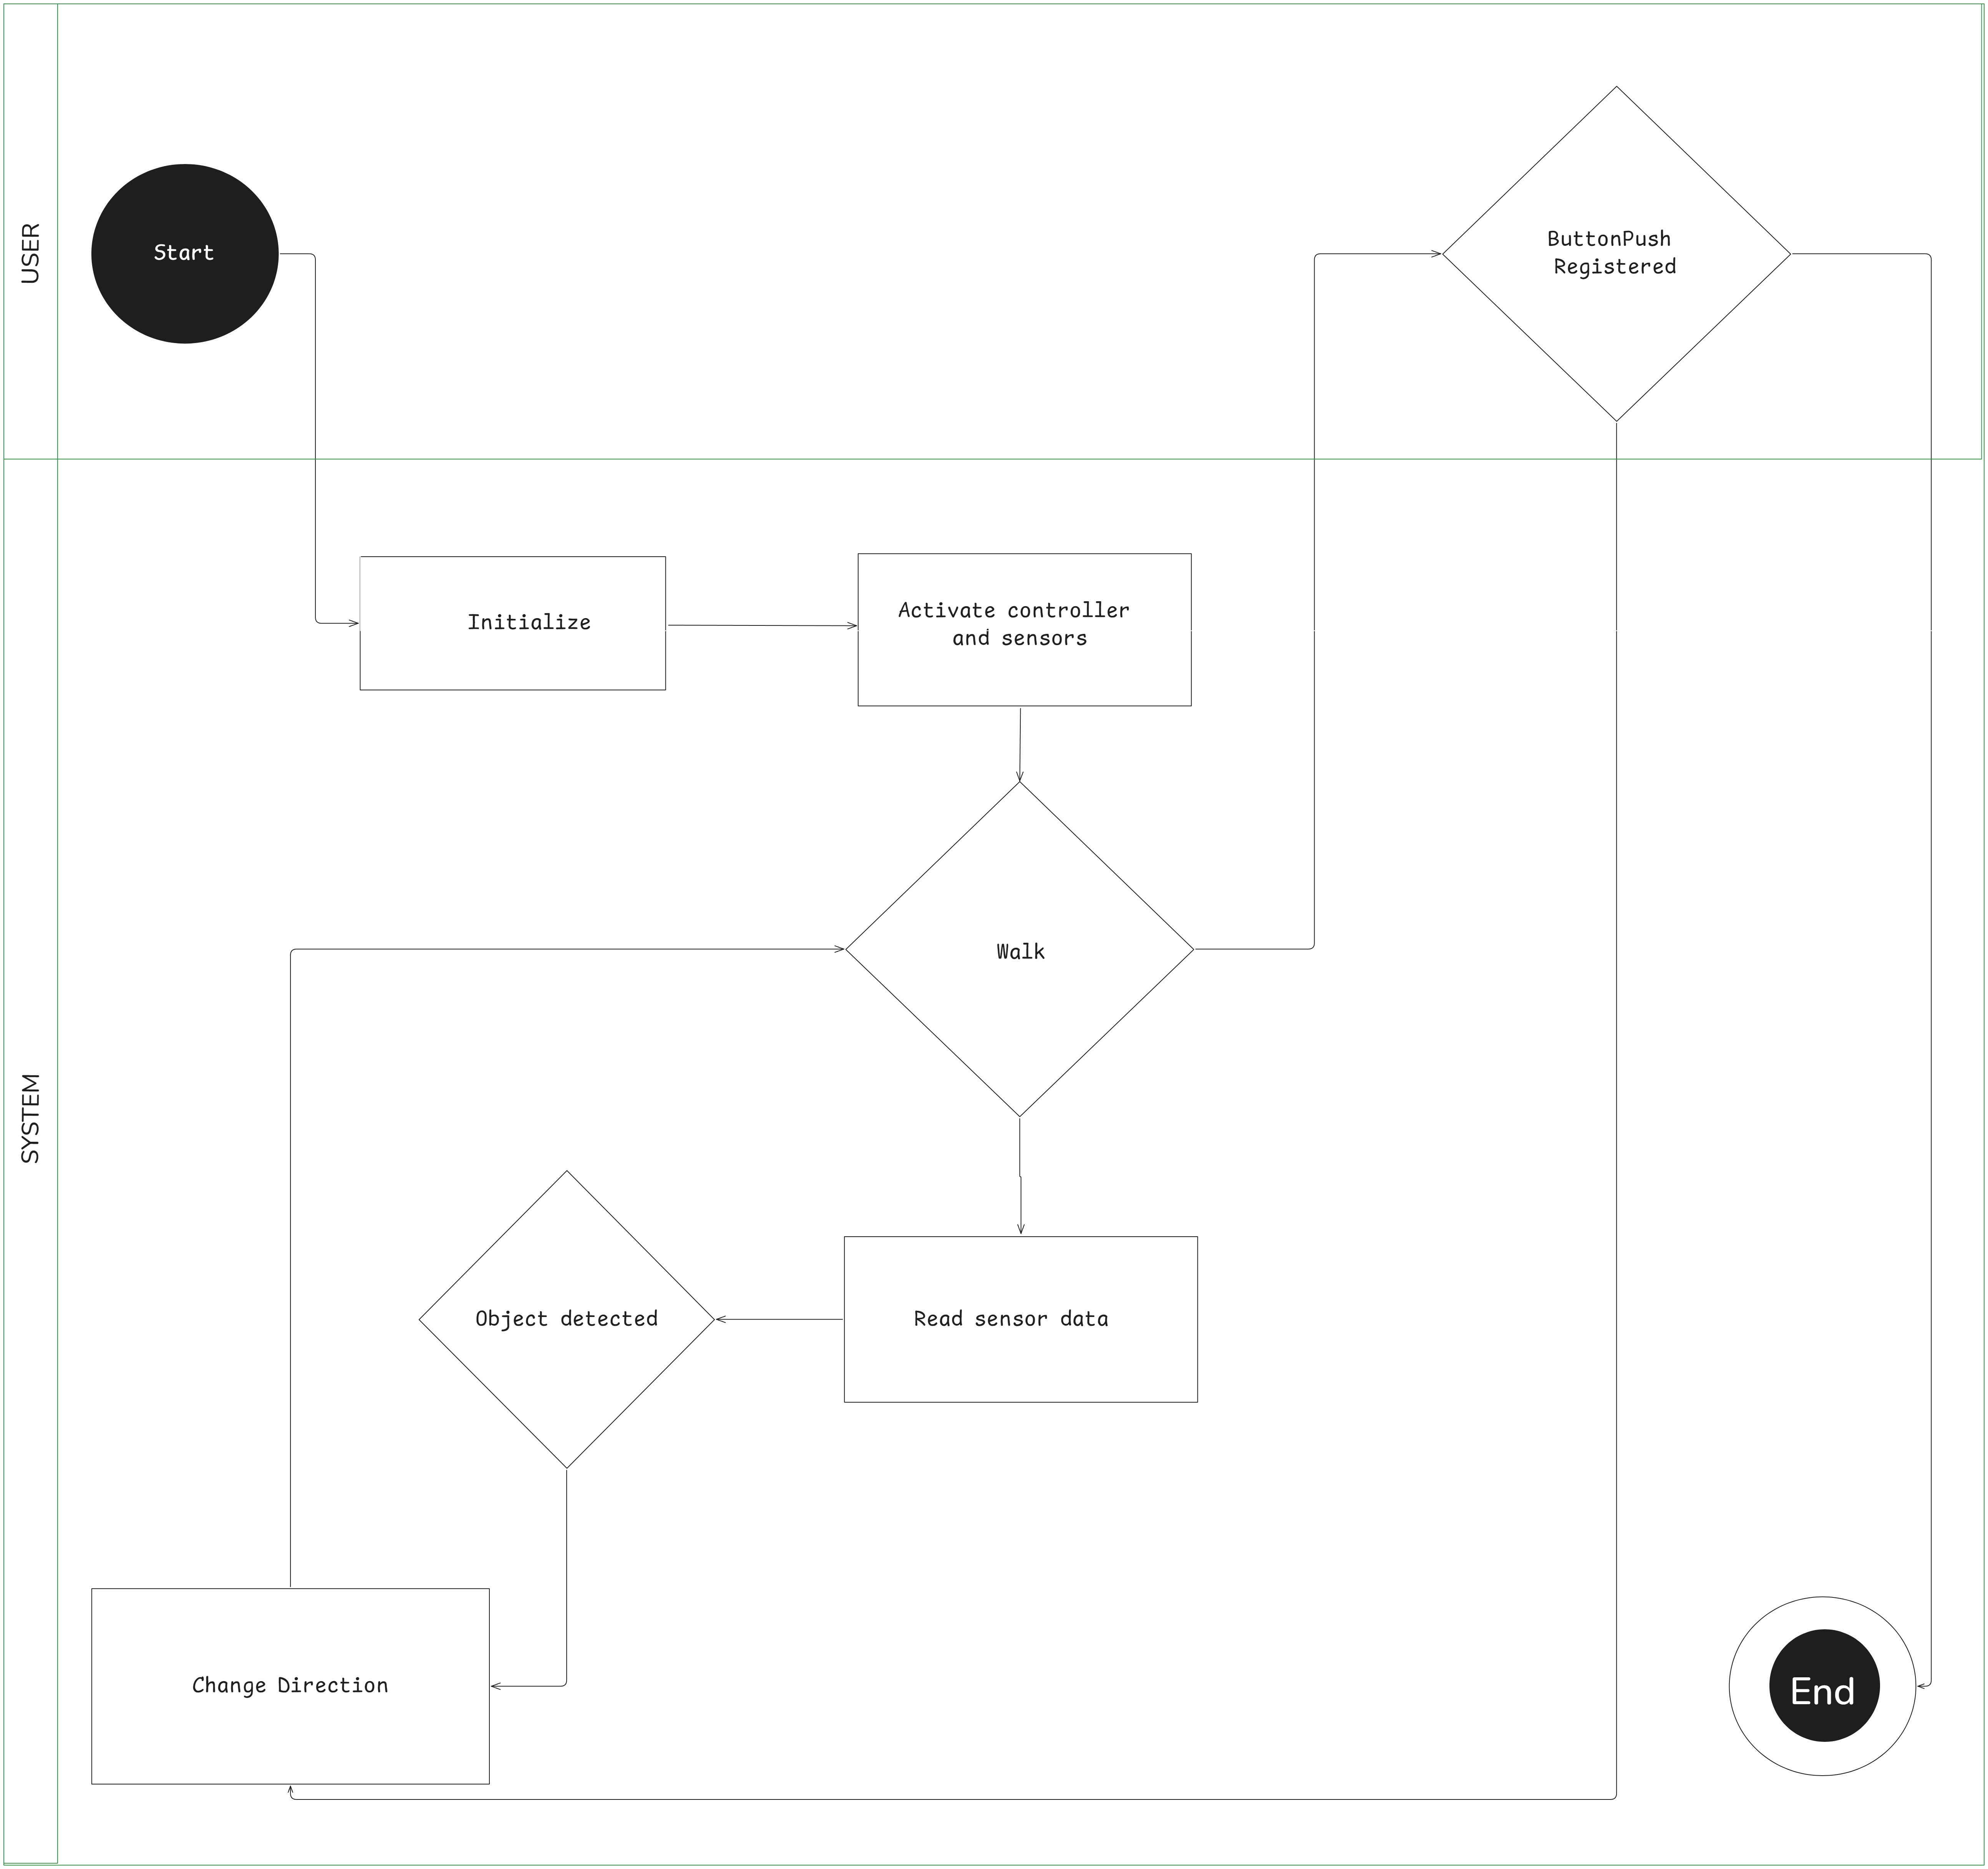 USER
Start
ButtonPush
Registered
SYSTEM
Initialize
Activate controller
and sensors
Walk
Object detected
Read sensor data
Change Direction
End